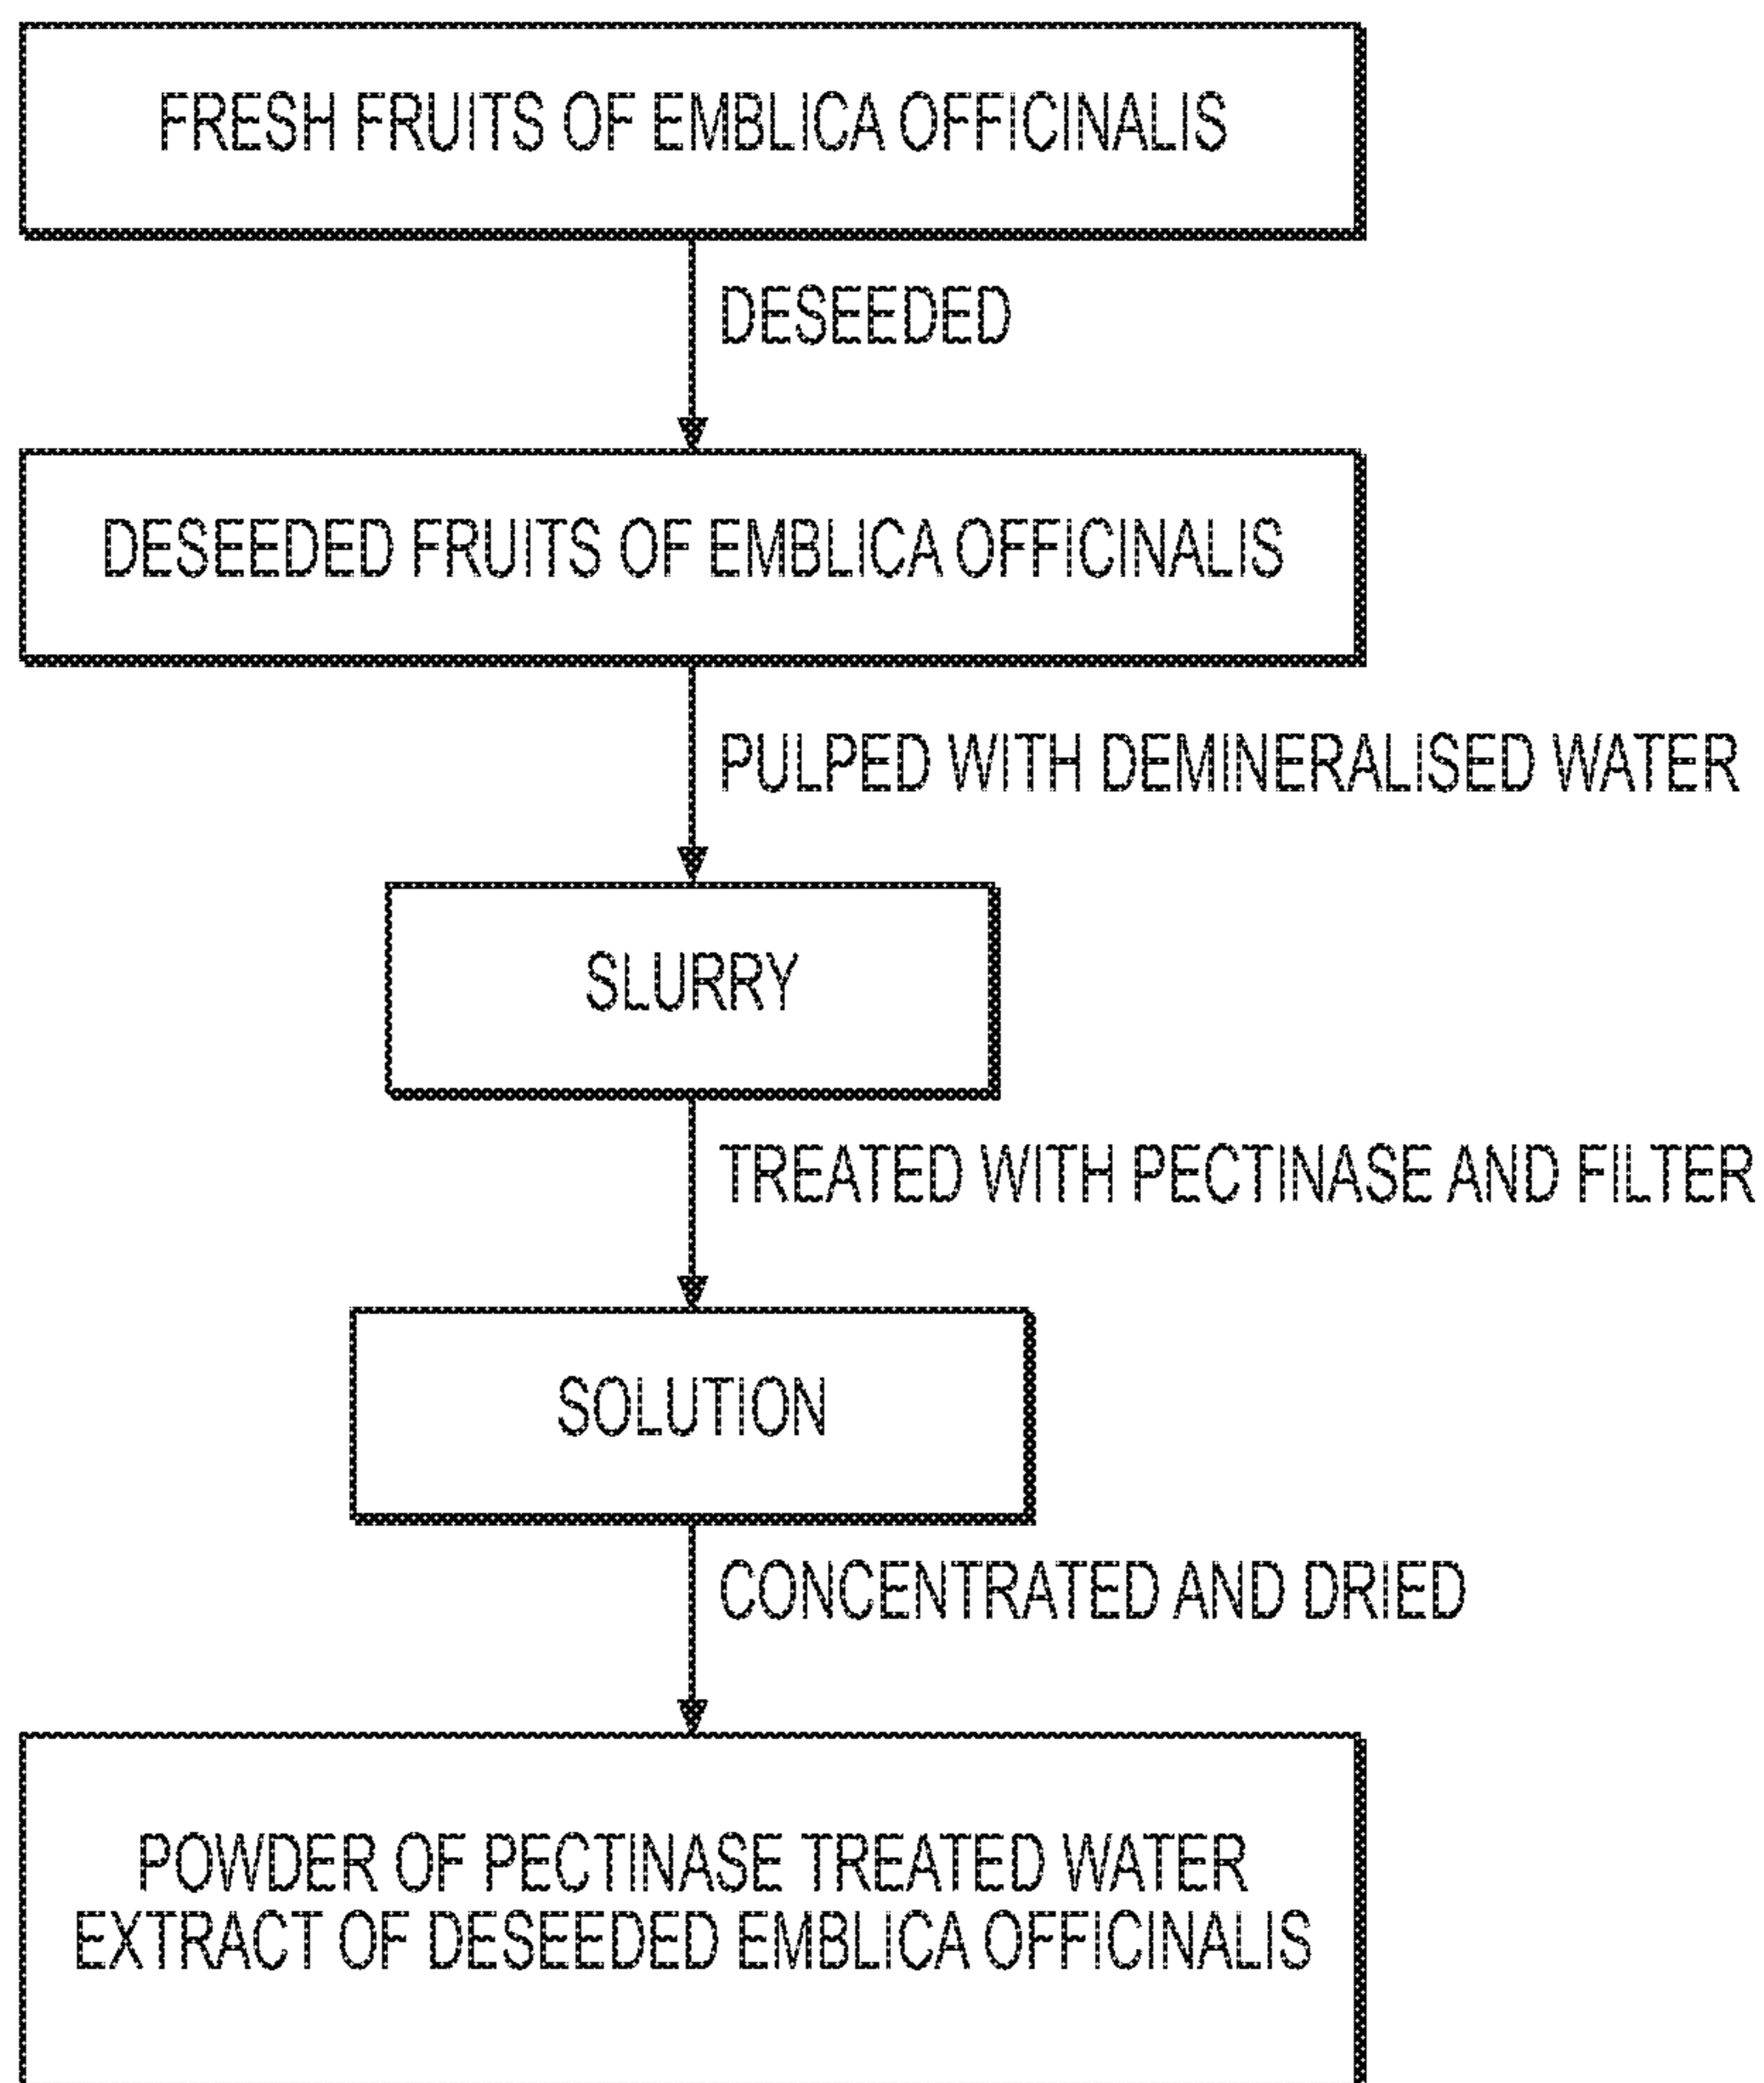 FRESH FRUITS OF EMBLICA OFFICINALIS
DESEEDED
DESEEDED FRUITS OF EMBLICA OFFICINALIS
PULPED WITH DEMINERALISED WATER
SLURRY
TREATED WITH PECTINASE AND FILTER
SOLUTION
CONCENTRATED AND DRIED
POWDER OF PECTINASE TREATED WATER
EXTRACT OF DESEEDED EMBLICA OFFICINALIS